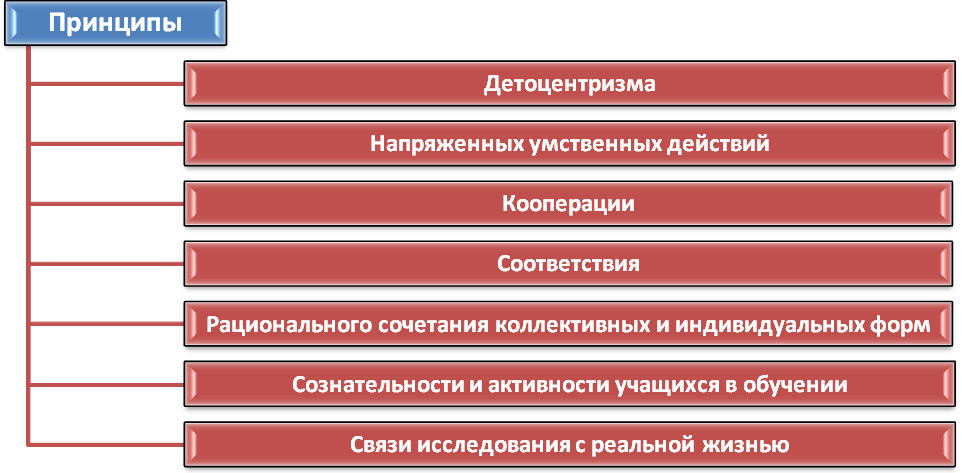 Принципы
Детоцентризма
Напряженных умственных действий
Кооперации
Соответствия
Рационального сочетания коллективных и индивидуальных форм
Сознательности и активности учащихся в обучении
Связи исследования с реальной жизнью